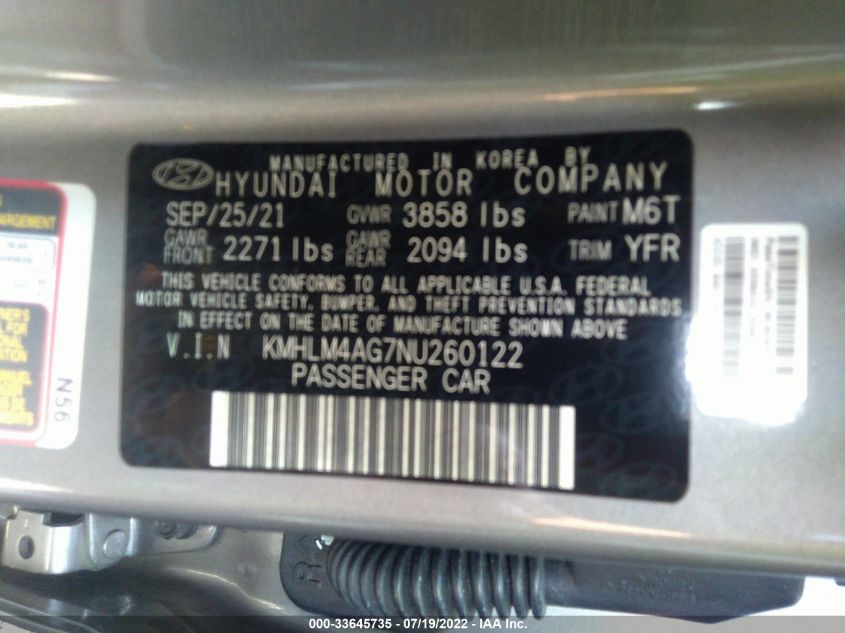 MANUFACTURED IN KOREA BY
HYUNDAI MOTOR COMPANY
SEP/25/21 GVWR 3858 lbs PAINT M6T
GAWR FRONT 2271 lbs GAWR REAR 2094 lbs TRIM YFR
THIS VEHICLE CONFORMS TO ALL APPLICABLE U.S.A. FEDERAL
MOTOR VEHICLE SAFETY, BUMPER, AND THEFT PREVENTION STANDARDS
IN EFFECT ON THE DATE OF MANUFACTURE SHOWN ABOVE
V.I.N KMHLM4AG7NU260122
PASSENGER CAR
N56
R
000-33645735 - 07/19/2022 - IAA Inc.